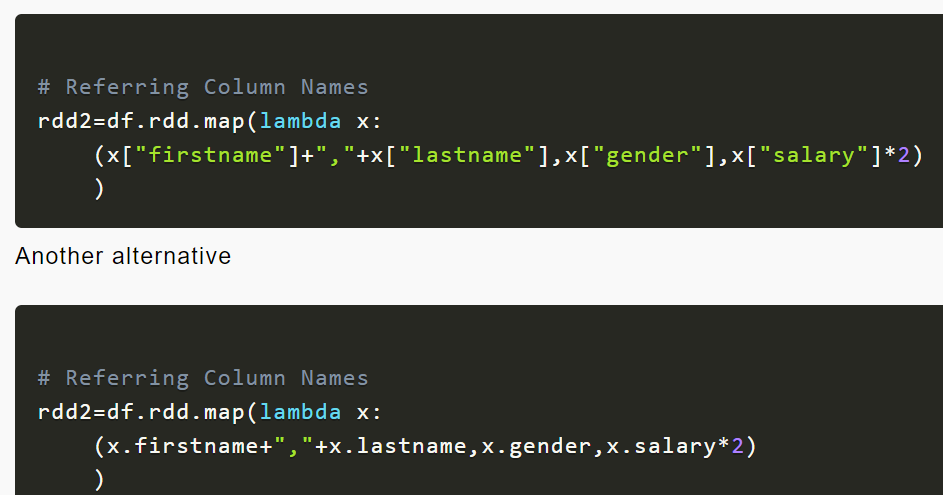 # Referring Column Names
rdd2=df.rdd.map(lambda x:
    (x["firstname"]+","+x["lastname"],x["gender"],x["salary"]*2)
    )
Another alternative
# Referring Column Names
rdd2=df.rdd.map(lambda x:
    (x.firstname+","+x.lastname,x.gender,x.salary*2)
    )